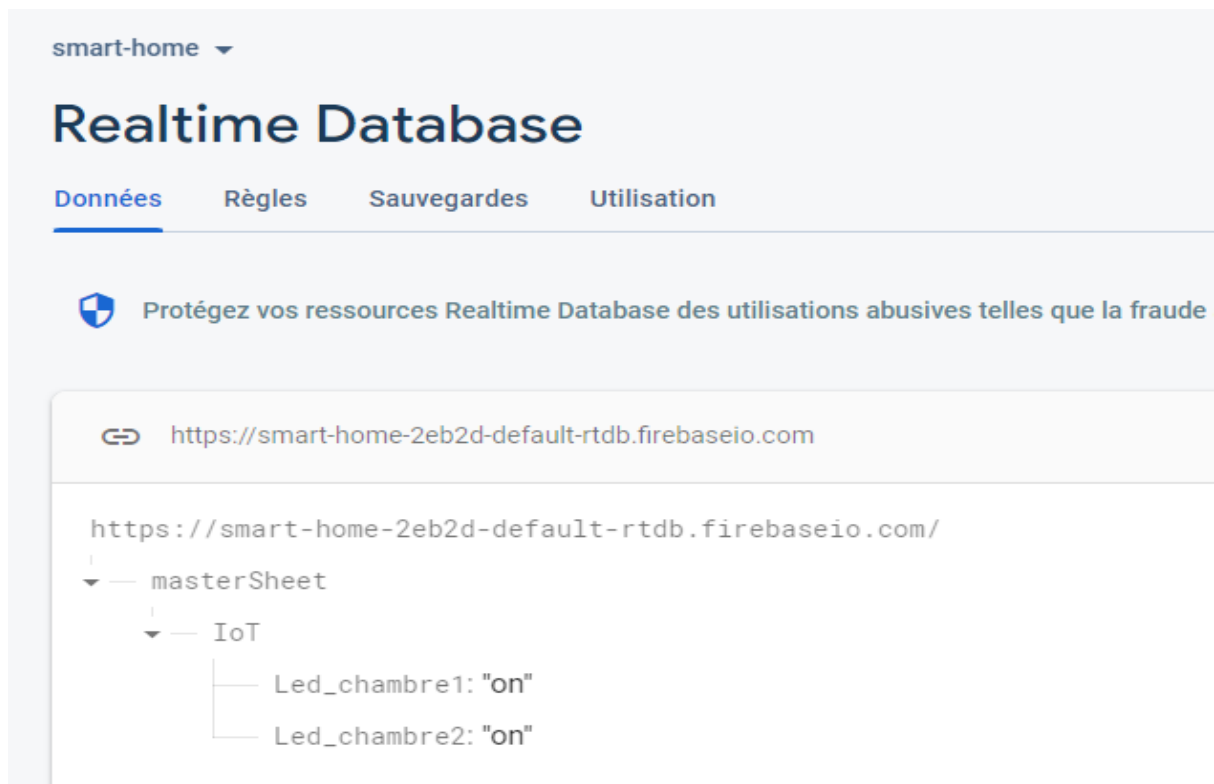 smart-home
Realtime Database
Données Règles Sauvegardes Utilisation
Protégez vos ressources Realtime Database des utilisations abusives telles que la fraude
https://smart-home-2eb2d-default-rtdb.firebaseio.com
https://smart-home-2eb2d-default-rtdb.firebaseio.com/
masterSheet
IoT
Led_chambre1: "on"
Led_chambre2: "on"